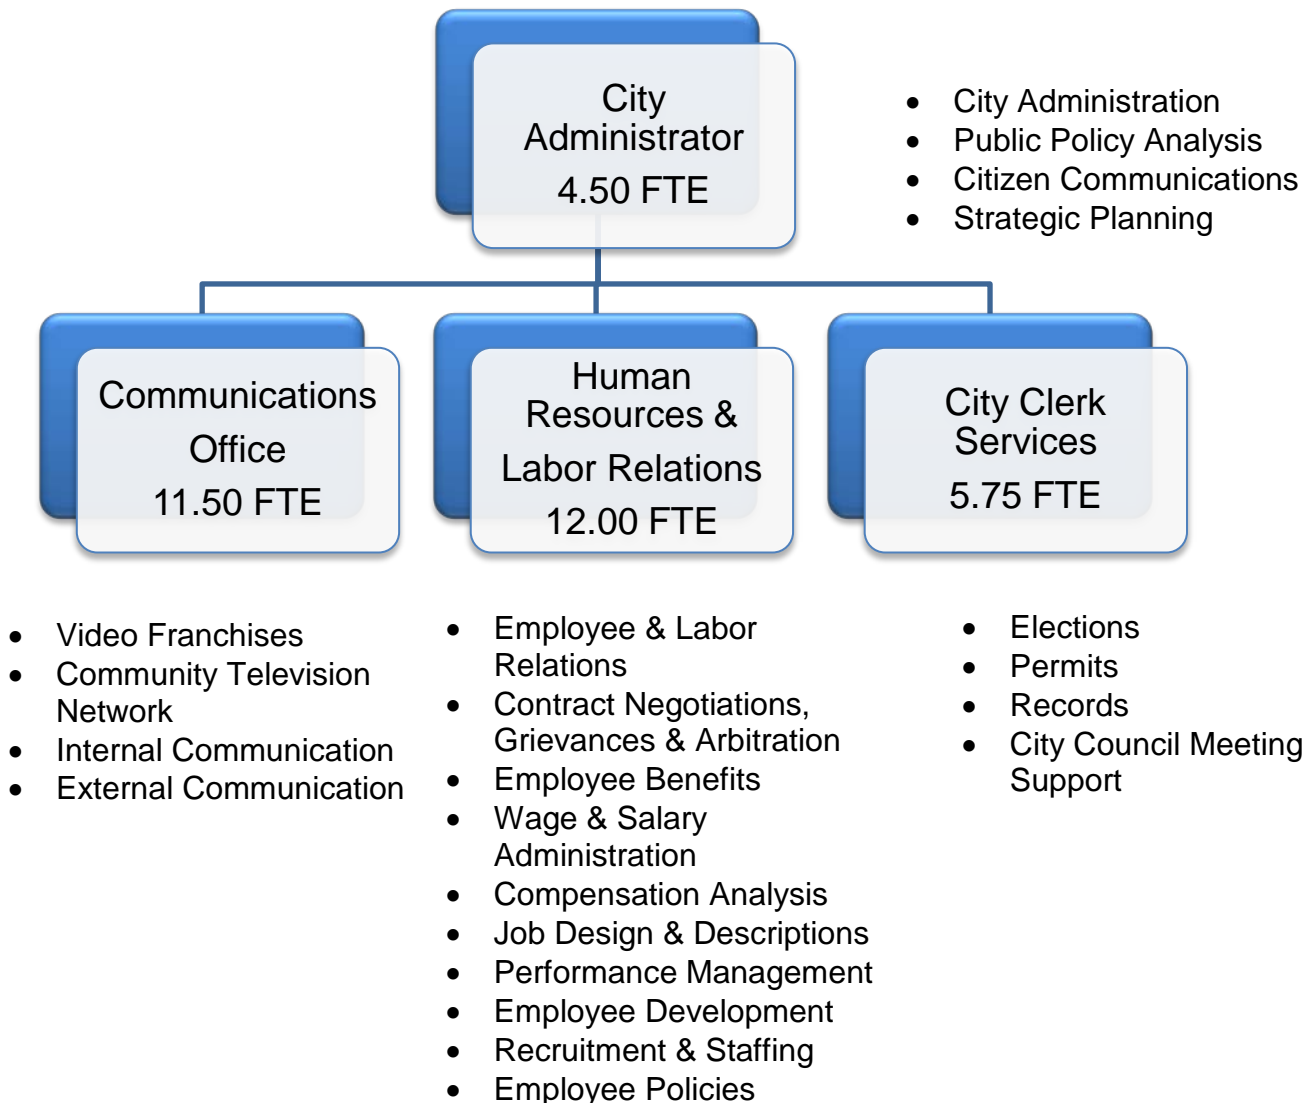 City
Administrator
4.50 FTE
• City Administration
• Public Policy Analysis
• Citizen Communications
• Strategic Planning
Communications
Office
11.50 FTE
Human
Resources &
Labor Relations
12.00 FTE
City Clerk
Services
5.75 FTE
• Video Franchises
• Community Television
Network
• Internal Communication
• External Communication
• Employee & Labor
Relations
• Contract Negotiations,
Grievances & Arbitration
• Employee Benefits
• Wage & Salary
Administration
• Compensation Analysis
• Job Design & Descriptions
• Performance Management
• Employee Development
• Recruitment & Staffing
• Employee Policies
• Elections
• Permits
• Records
• City Council Meeting
Support